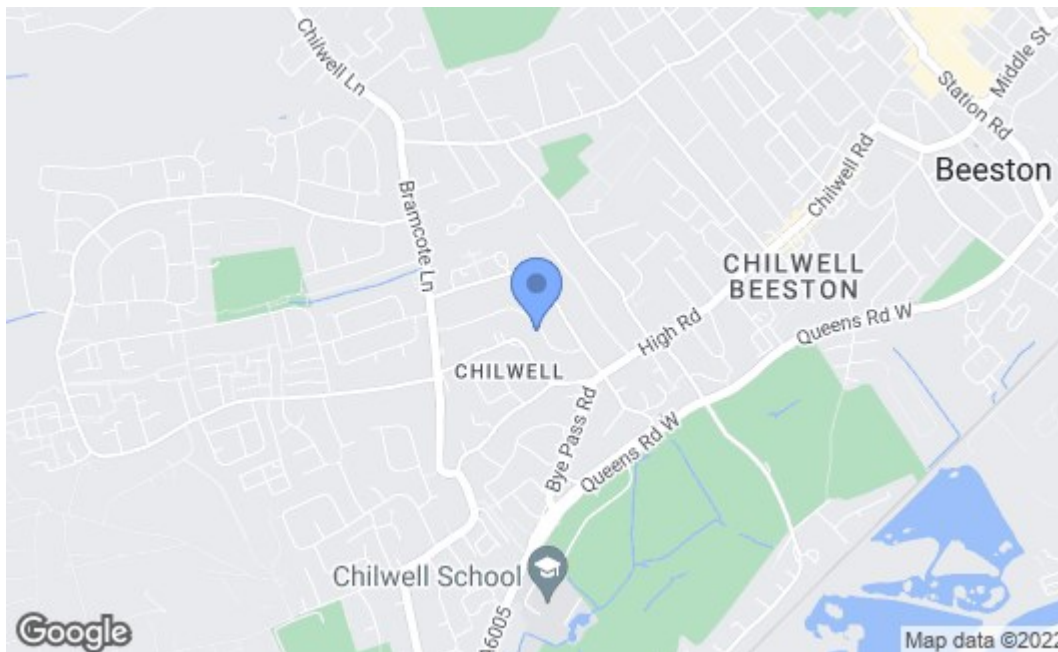 Chilwell Ln
Middle St
Station Rd
Beeston
Chilwell Rd
Bramcote Ln
CHILWELL
BEESTON
Queens Rd W
High Rd
CHILWELL
Bye Pass Rd
Queens Rd W
Chilwell School
A6005
Google
Map data ©2022